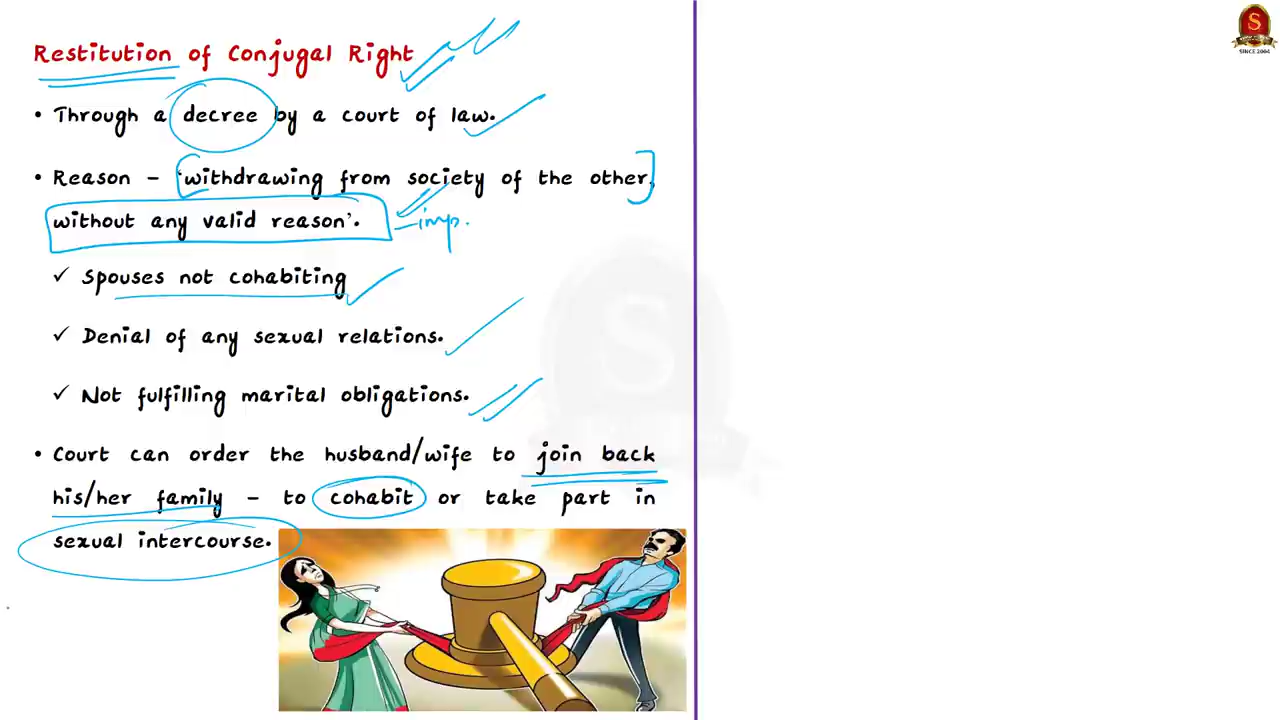 Restitution of Conjugal Right
• Through a decree by a court of law.
• Reason – 'withdrawing from society of the other,
without any valid reason'.
imp.
✓ Spouses not cohabiting
✓ Denial of any sexual relations.
✓ Not fulfilling marital obligations.
• Court can order the husband/wife to join back
his/her family – to cohabit or take part in
sexual intercourse.
S
SINCE 2004